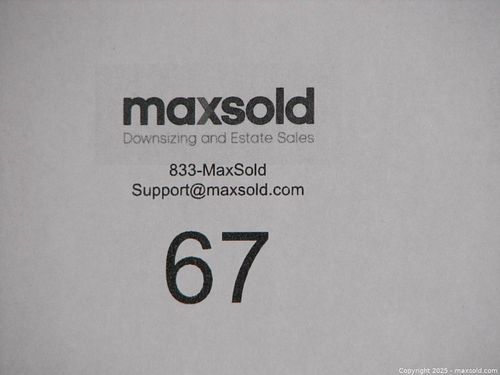 maxsold
Downsizing and Estate Sales
833-MaxSold
Support@maxsold.com
67
Copyright 2025 - maxsold.com